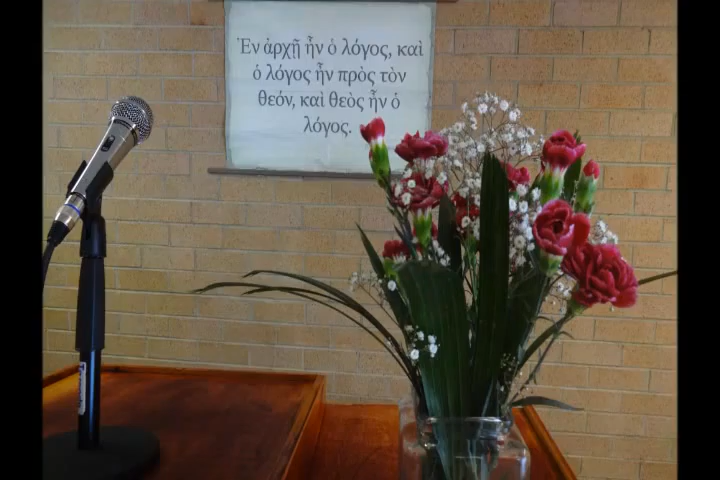 Ἐν ἀρχῇ ἦν ὁ λόγος, καὶ
ὁ λόγος ἦν πρὸς τὸν
θεόν, καὶ θεὸς ἦν ὁ
λόγος.